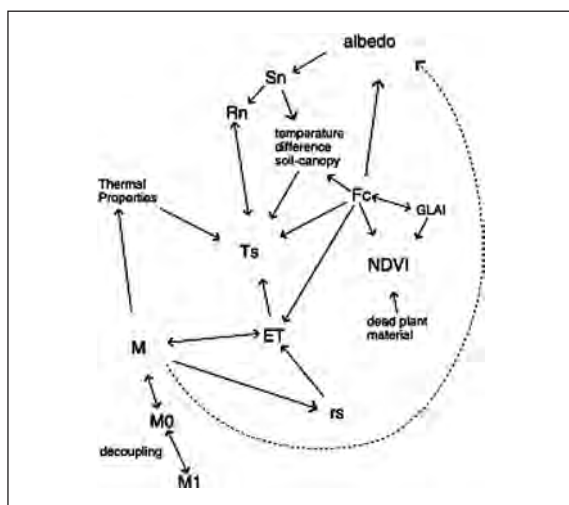 albedo
Sn
Rn
temperature
difference
soil-canopy
Thermal
Properties
Fc
GLAI
Ts
NDVI
dead plant
material
ET
M
rs
M0
decoupling
M1